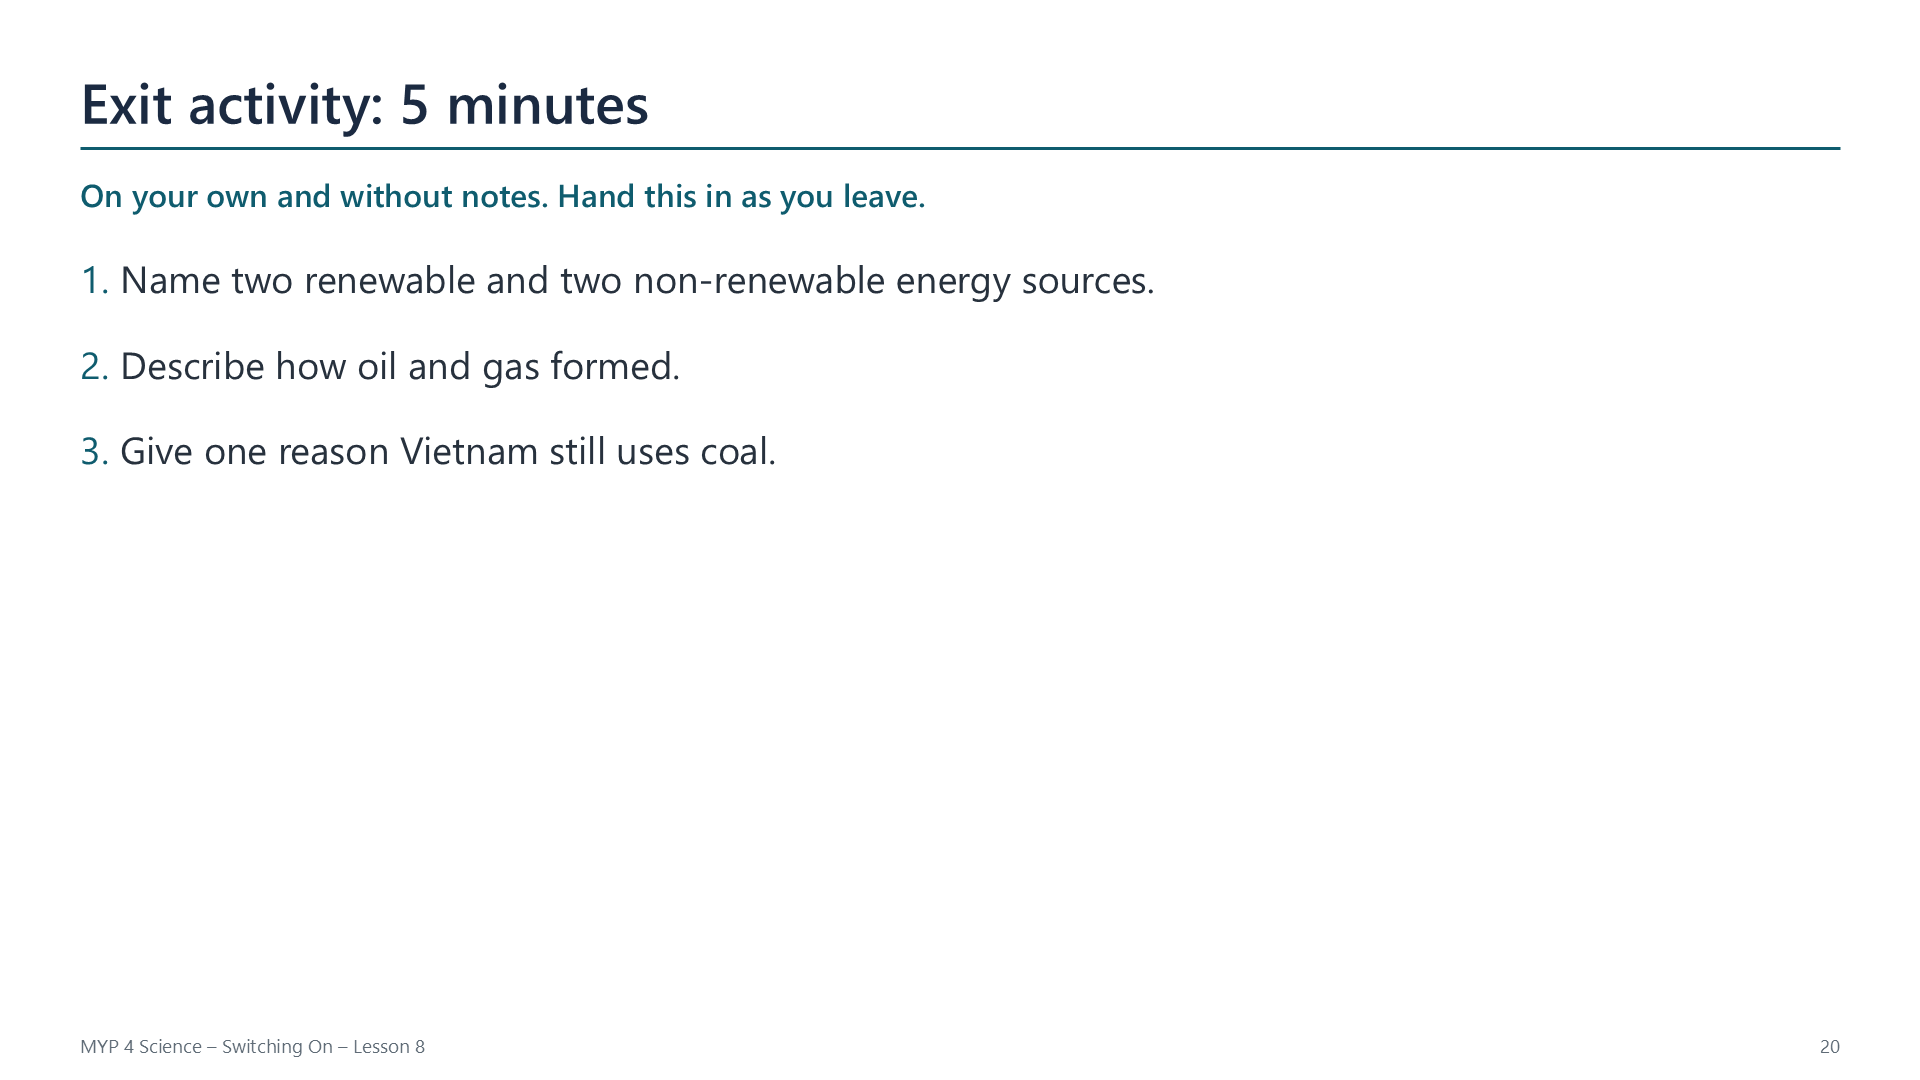 Exit activity: 5 minutes
On your own and without notes. Hand this in as you leave.
1. Name two renewable and two non-renewable energy sources.
2. Describe how oil and gas formed.
3. Give one reason Vietnam still uses coal.
MYP 4 Science – Switching On – Lesson 8
20